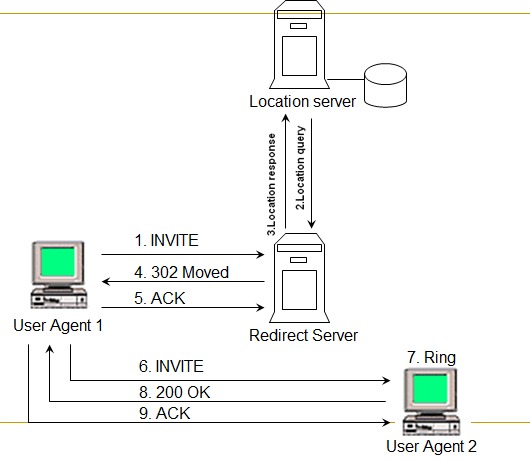 Location server
3.Location response
2.Location query
1. INVITE
4. 302 Moved
5. ACK
User Agent 1
Redirect Server
6. INVITE
7. Ring
8. 200 OK
9. ACK
User Agent 2